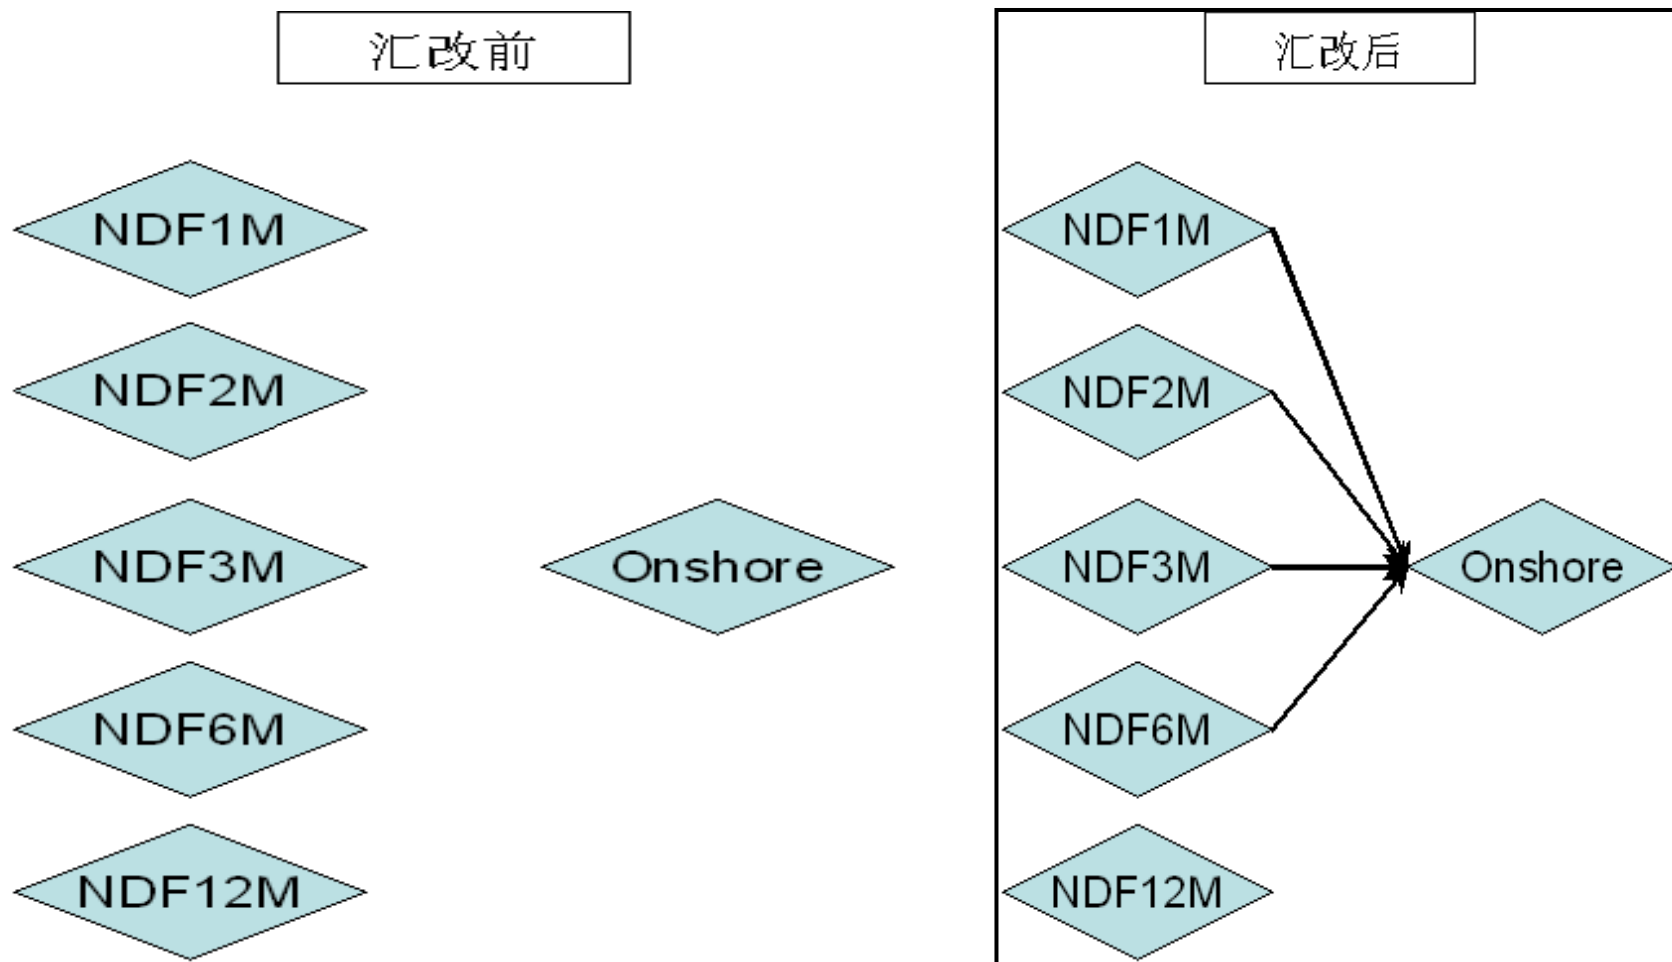 汇改前
NDF1M
NDF2M
NDF3M
Onshore
NDF6M
NDF12M
汇改后
NDF1M
NDF2M
NDF3M
Onshore
NDF6M
NDF12M